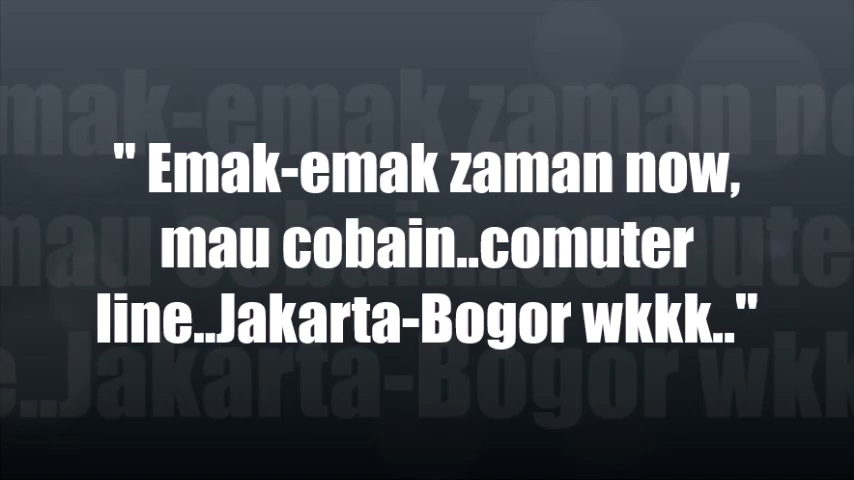 " Emak-emak zaman now,
mau cobain..comuter
line..Jakarta-Bogor wkkk.."